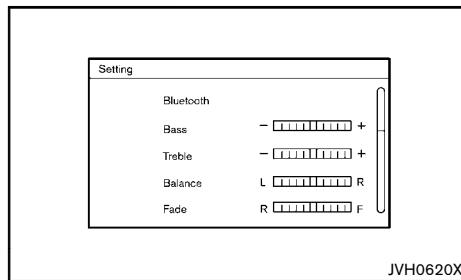 Setting
Bluetooth
Bass − +
Treble − +
Balance L R
Fade R F
JVH0620X